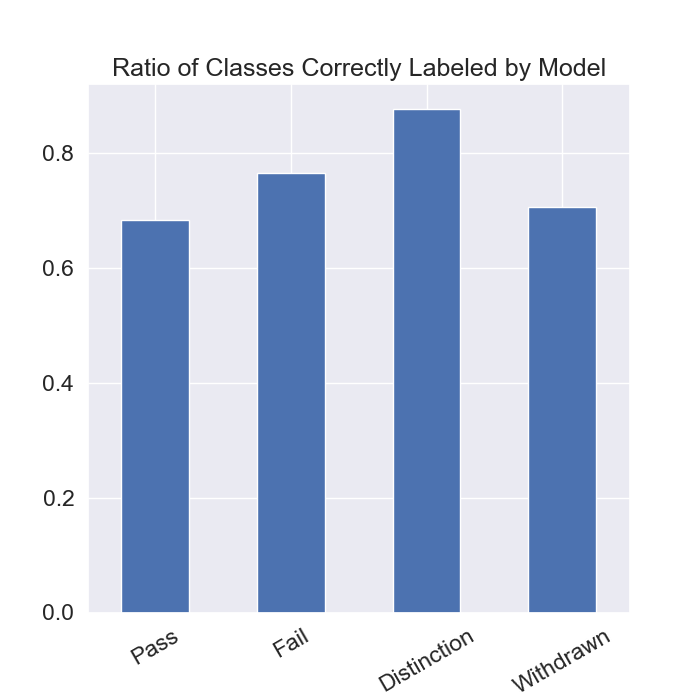 Ratio of Classes Correctly Labeled by Model
0.8
0.6
0.4
0.2
0.0
Pass
Fail
Distinction
Withdrawn